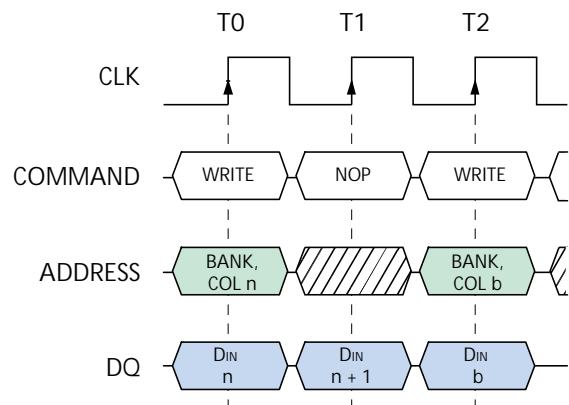 T0 T1 T2
CLK
COMMAND WRITE NOP WRITE
ADDRESS BANK, COL n BANK, COL b
DQ DIN n DIN n + 1 DIN b